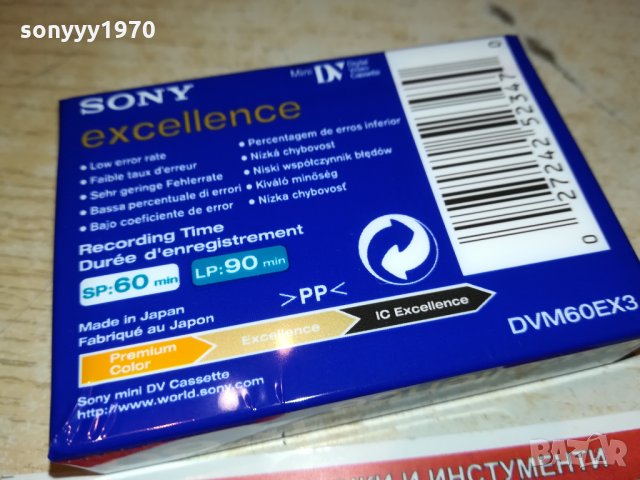 sonyyy1970
SONY
excellence
Mini DV Digital Video Cassette
• Low error rate
• Faible taux d'erreur
• Sehr geringe Fehlerrate
• Bassa percentuale di errori
• Bajo coeficiente de error
• Percentagem de erros inferior
• Nízká chybovost
• Niski współczynnik błędów
• Kiváló minőség
• Nízka chybovosť
Recording Time
Durée d'enregistrement
SP:60 min
LP:90 min
>PP<
Made in Japan
Fabriqué au Japon
Premium Color
Excellence
IC Excellence
Sony mini DV Cassette
http://www.world.sony.com
DVM60EX3
0 27242 52347 0
И ИНСТУМЕНТИ
BAZAR